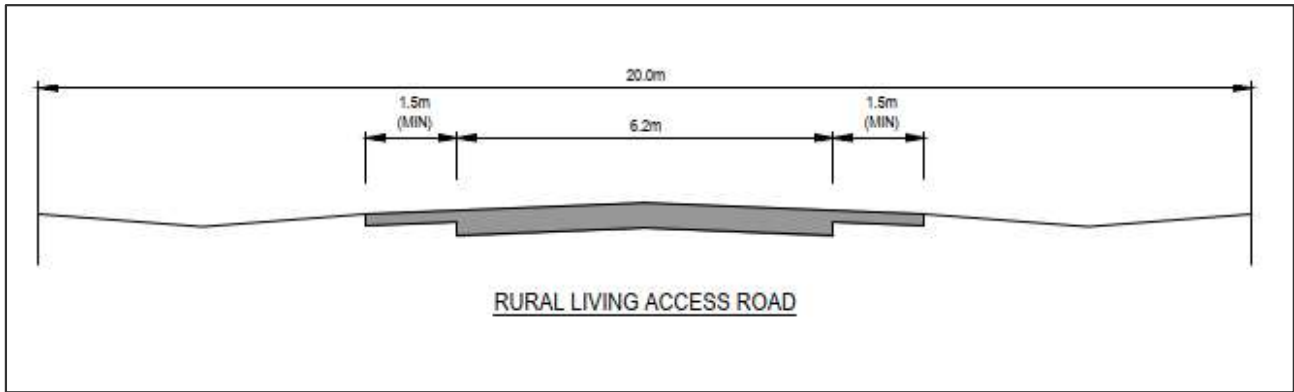 20.0m
1.5m
(MIN)
6.2m
1.5m
(MIN)
RURAL LIVING ACCESS ROAD